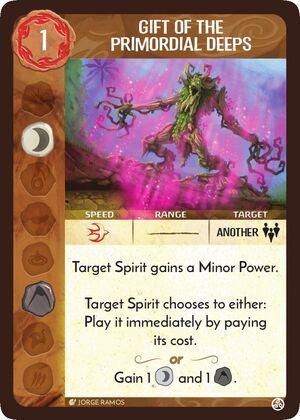 1
GIFT OF THE
PRIMORDIAL DEEPS
SPEED
RANGE
TARGET
ANOTHER
Target Spirit gains a Minor Power.
Target Spirit chooses to either:
Play it immediately by paying
its cost.
or
Gain 1 and 1 .
JORGE RAMOS